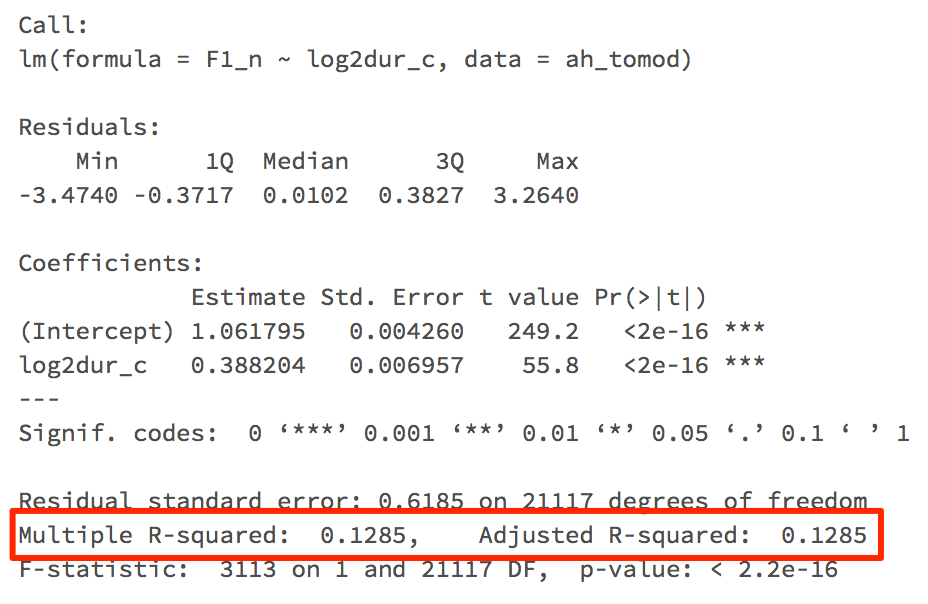 Call:
lm(formula = F1_n ~ log2dur_c, data = ah_tomod)
Residuals:
Min 1Q Median 3Q Max
-3.4740 -0.3717 0.0102 0.3827 3.2640
Coefficients:
Estimate Std. Error t value Pr(>|t|)
(Intercept) 1.061795 0.004260 249.2 <2e-16 ***
log2dur_c 0.388204 0.006957 55.8 <2e-16 ***
---
Signif. codes: 0 ‘***’ 0.001 ‘**’ 0.01 ‘*’ 0.05 ‘.’ 0.1 ‘ ’ 1
Residual standard error: 0.6185 on 21117 degrees of freedom
Multiple R-squared: 0.1285, Adjusted R-squared: 0.1285
F-statistic: 3113 on 1 and 21117 DF, p-value: < 2.2e-16